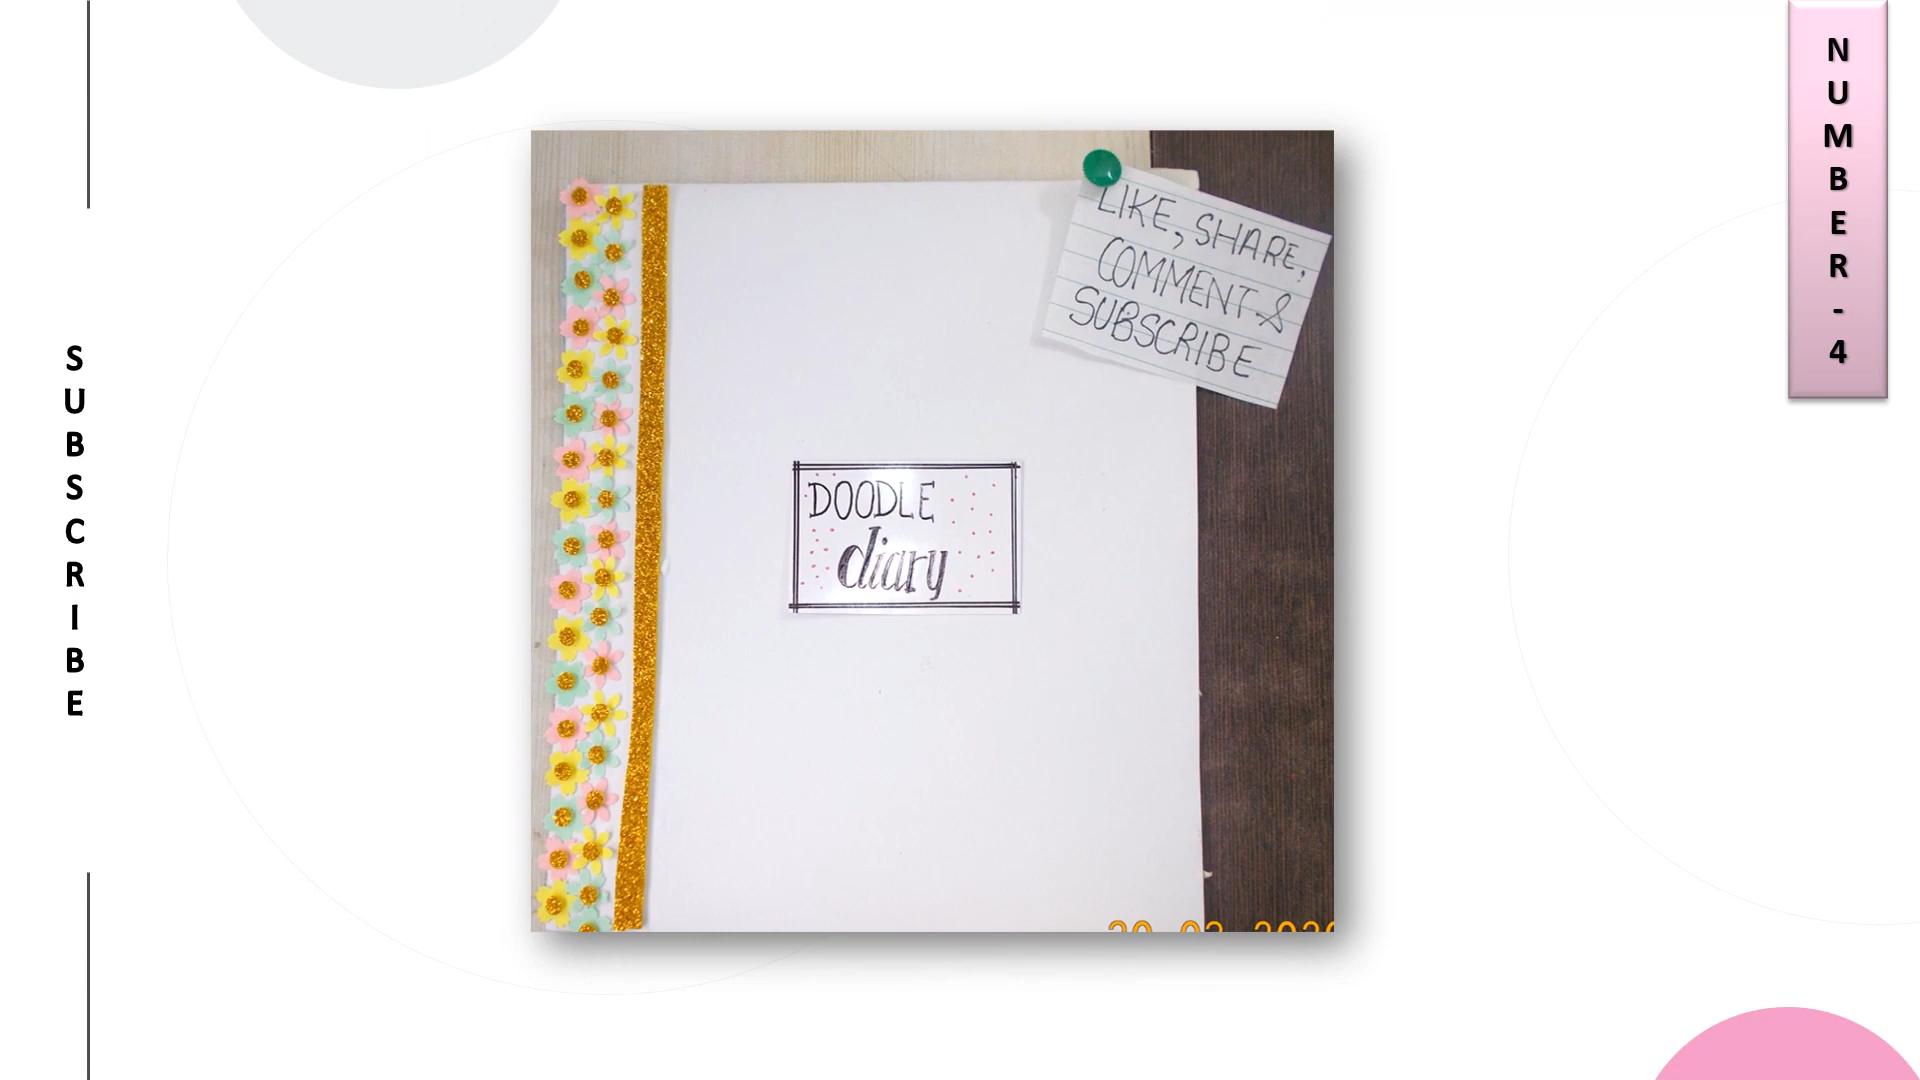 SUBSCRIBE
NUMBER-4
LIKE, SHARE,
COMMENT &
SUBSCRIBE
DOODLE
diary